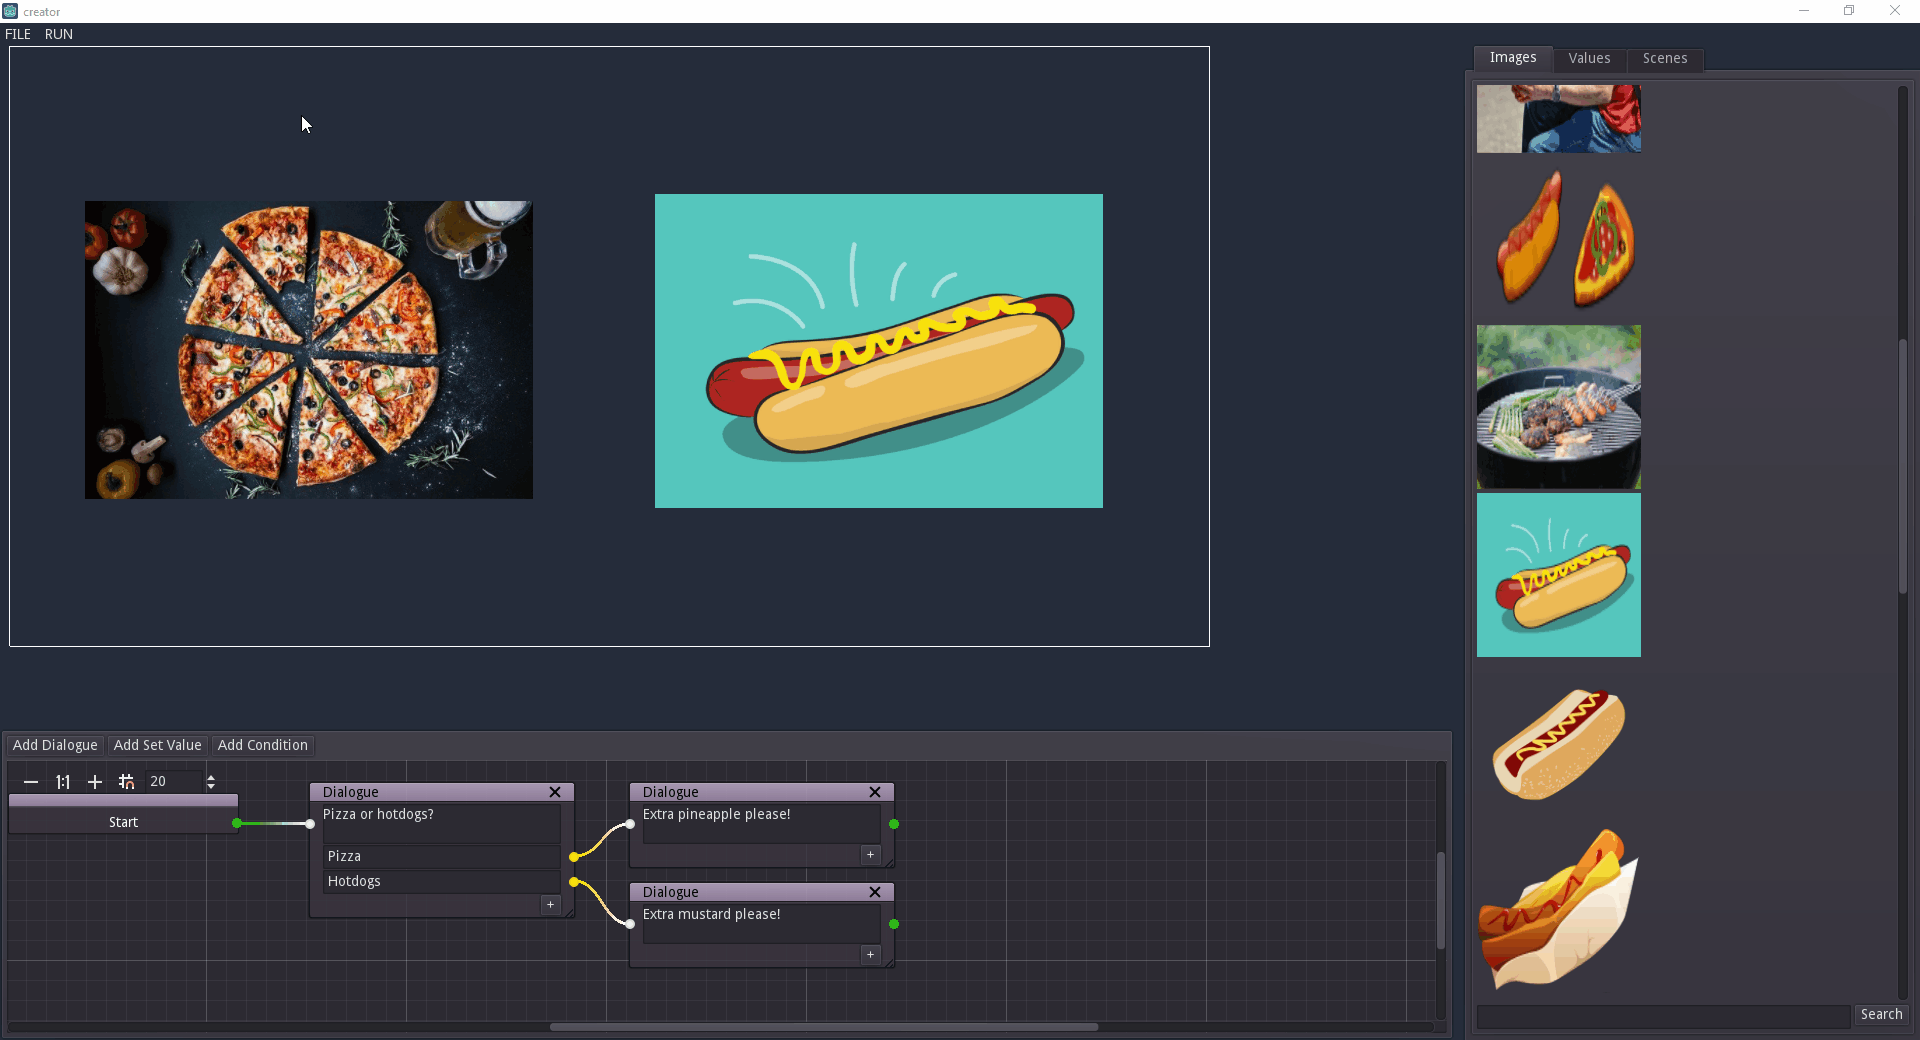 creator
FILE RUN
Images Values Scenes
Add Dialogue Add Set Value Add Condition
1:1 20
Start
Dialogue
Pizza or hotdogs?
Pizza
Hotdogs
+
Dialogue
Extra pineapple please!
+
Dialogue
Extra mustard please!
+
Search